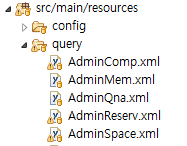 src/main/resources
config
query
AdminComp.xml
AdminMem.xml
AdminQna.xml
AdminReserv.xml
AdminSpace.xml